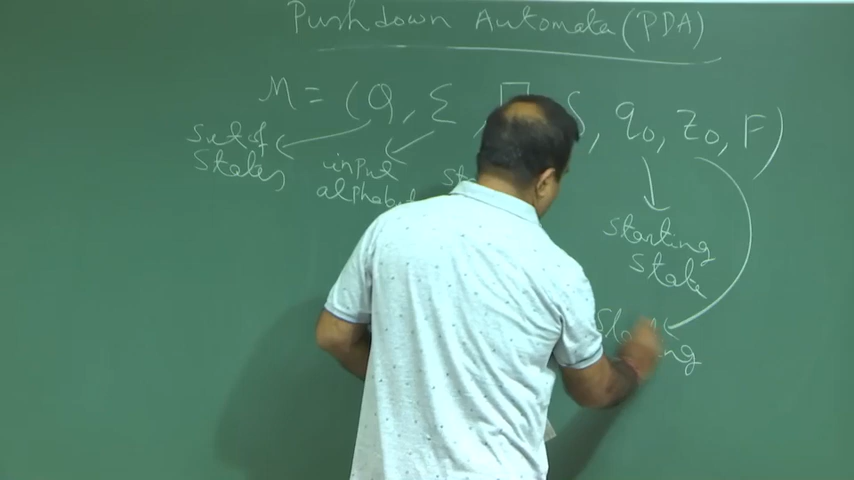 Pushdown Automata (PDA)
M = (Q, Σ, Γ δ, q0, z0, F)
Set of
States
input
alphabet
st
Starting
State